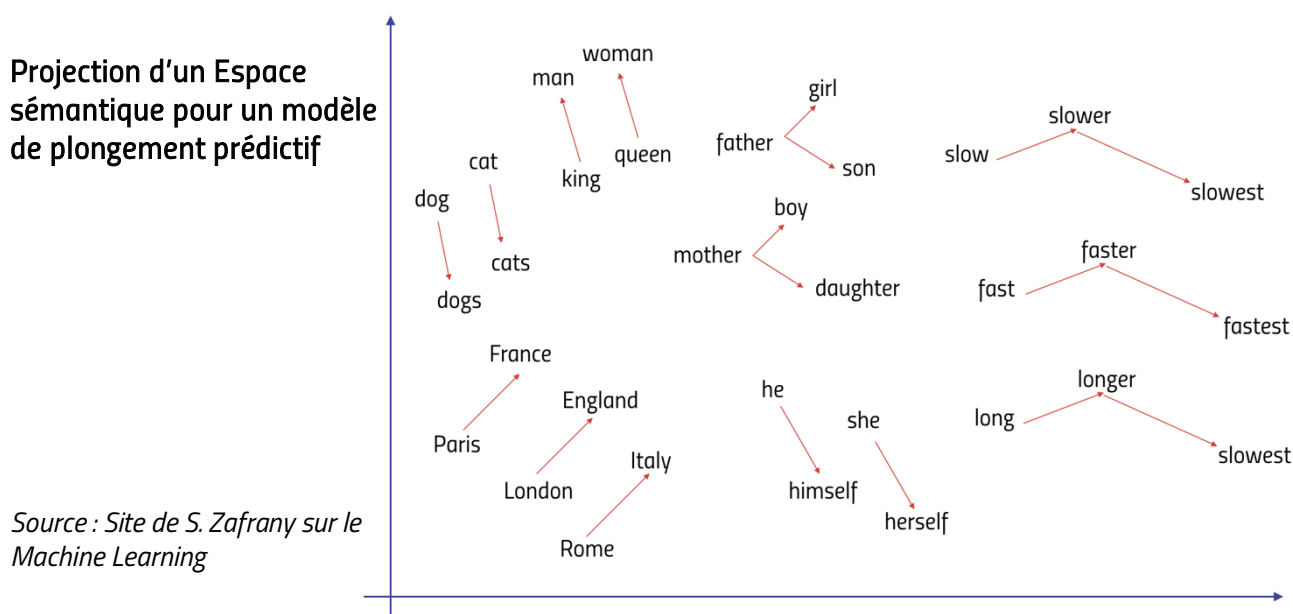 Projection d'un Espace
sémantique pour un modèle
de plongement prédictif
woman
man
girl
slower
father
queen
slow
cat
son
king
slowest
dog
boy
faster
mother
cats
fast
daughter
dogs
fastest
France
longer
he
England
long
she
Paris
slowest
Italy
London
himself
herself
Rome
Source : Site de S. Zafrany sur le
Machine Learning